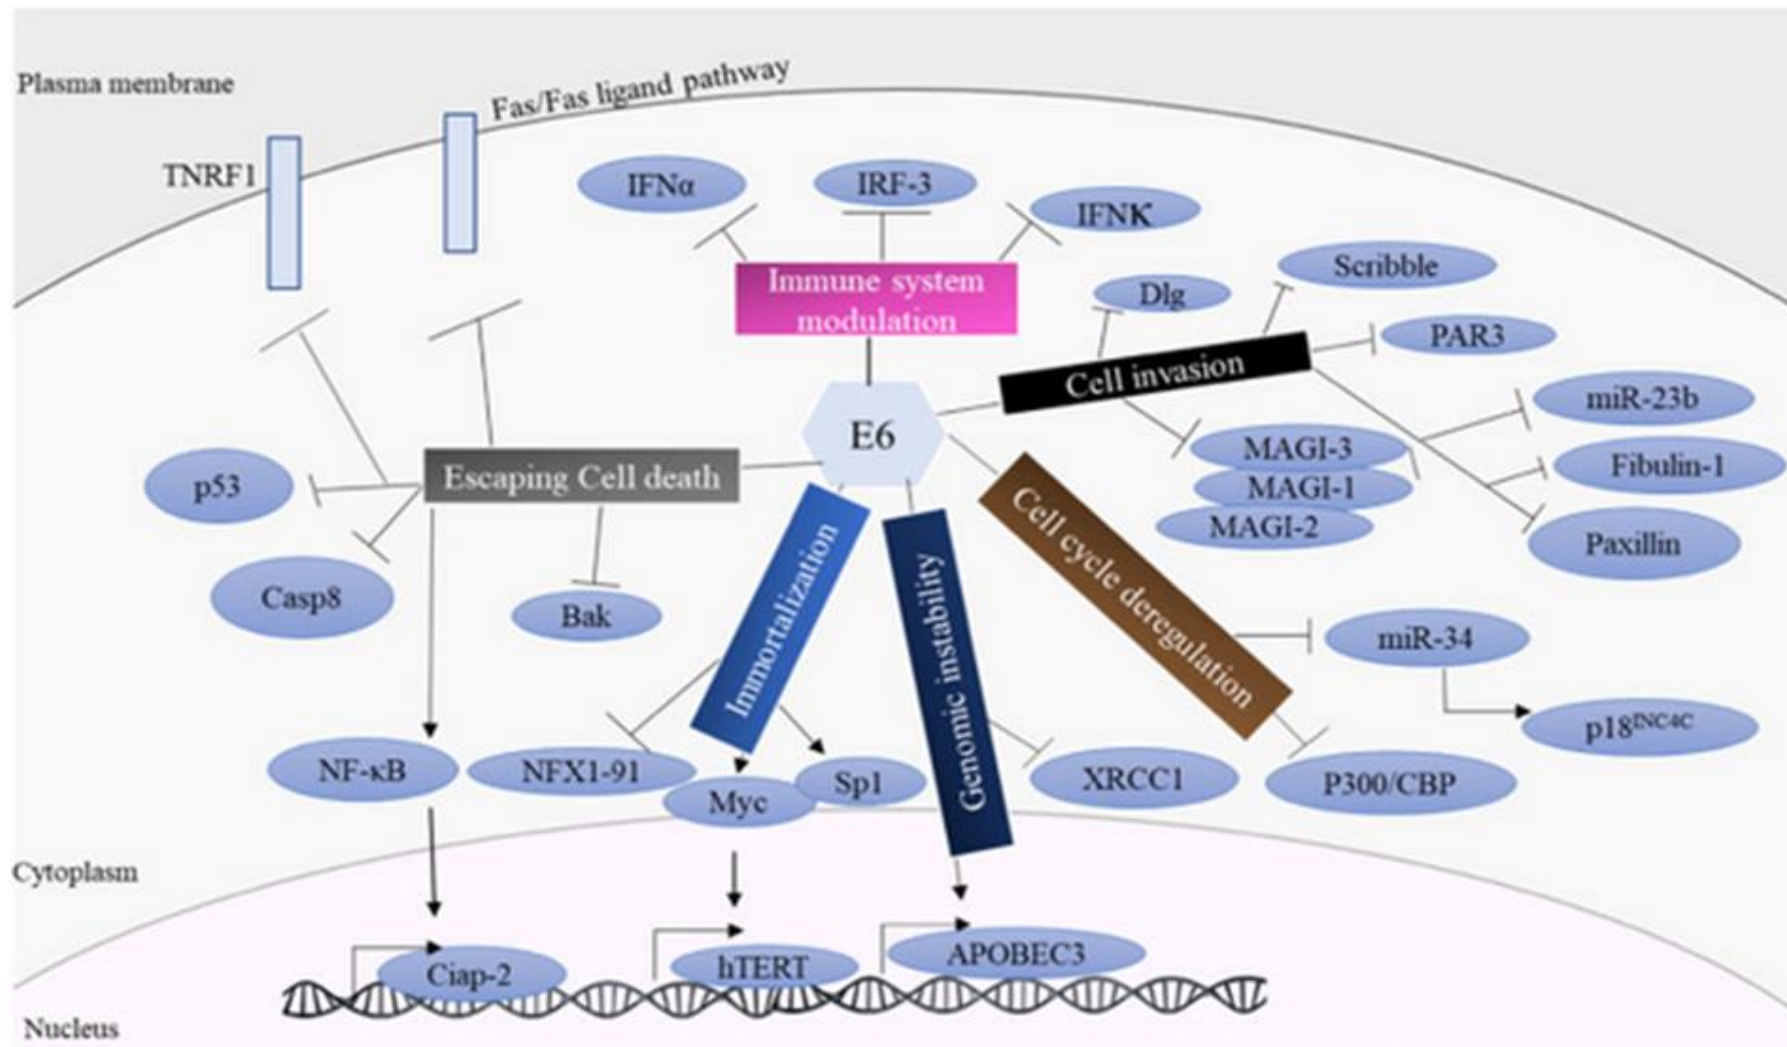 Plasma membrane
Fas/Fas ligand pathway
TNRF1
IFNα
IRF-3
IFNK
Immune system
modulation
Scribble
Dlg
PAR3
Cell invasion
miR-23b
E6
MAGI-3
Fibulin-1
MAGI-1
MAGI-2
Paxillin
Escaping Cell death
p53
Casp8
Bak
Immortalization
Genomic instability
Cell cycle deregulation
miR-34
p18INC4C
NF-κB
NFX1-91
Myc
Sp1
XRCC1
P300/CBP
Cytoplasm
Ciap-2
hTERT
APOBEC3
Nucleus